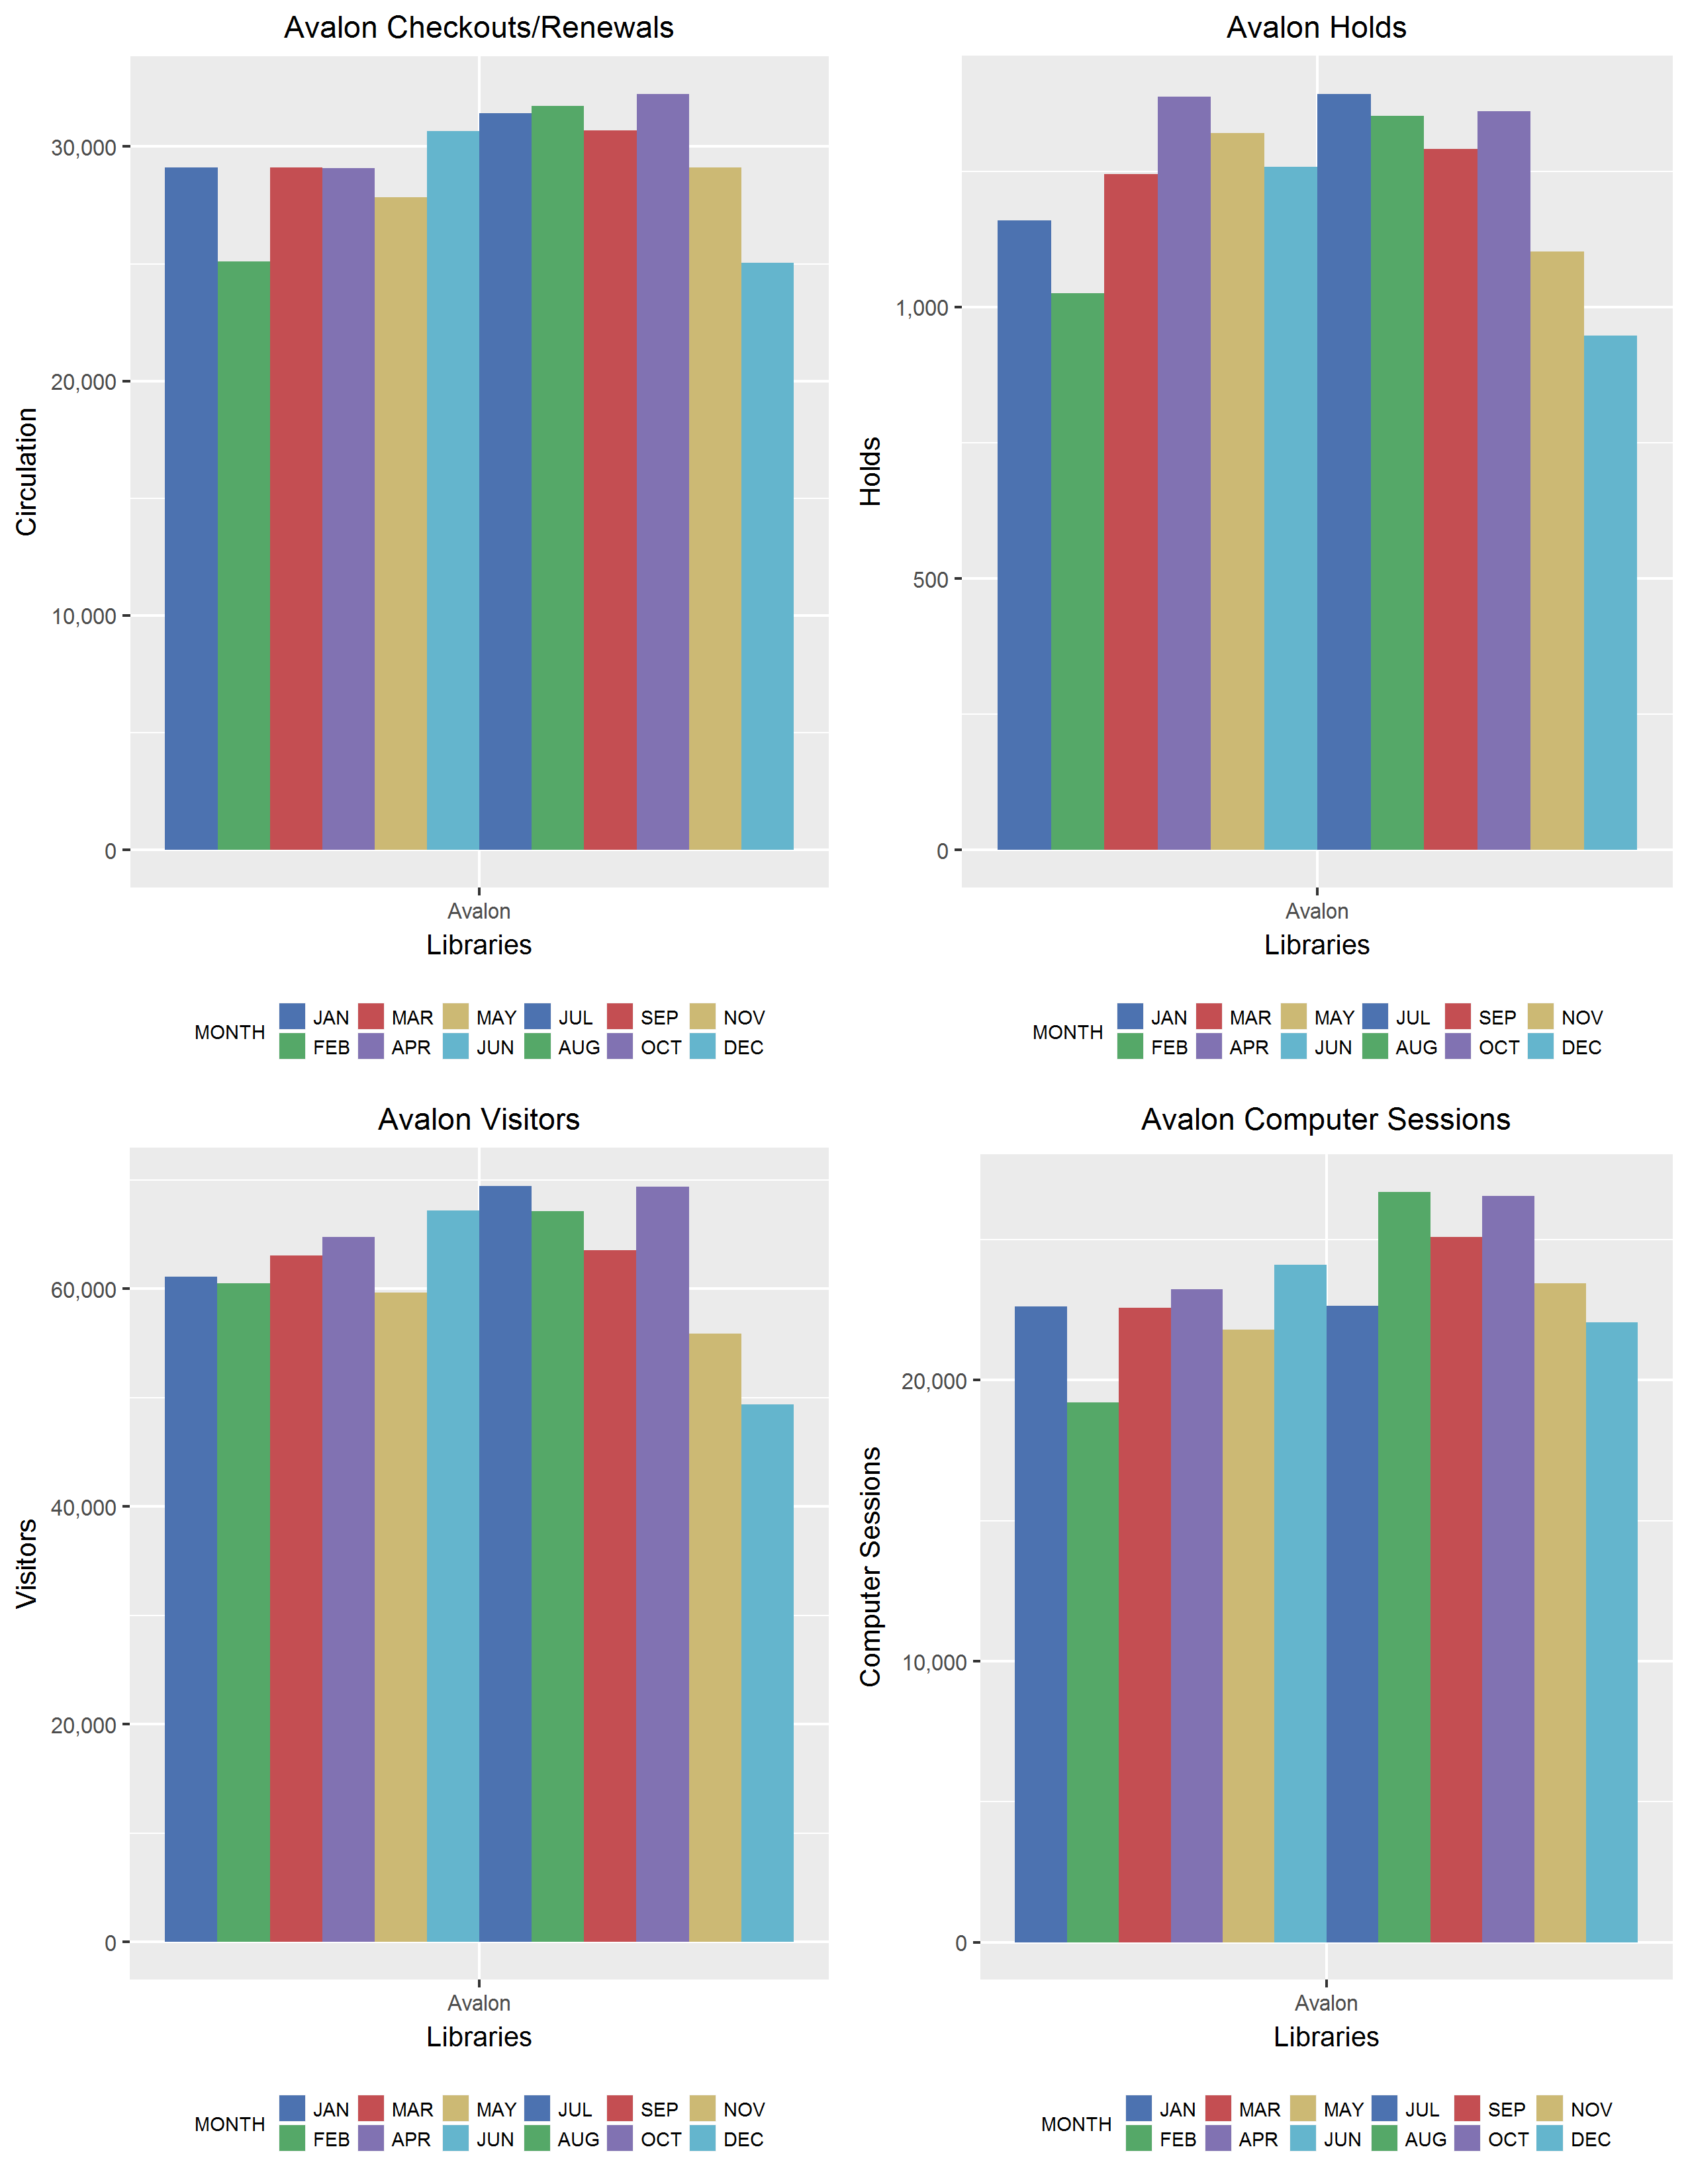 Avalon Checkouts/Renewals
30,000
20,000
10,000
0
Circulation
Avalon
Libraries
MONTH
JAN MAR MAY JUL SEP NOV
FEB APR JUN AUG OCT DEC
Avalon Holds
1,000
500
0
Holds
Avalon
Libraries
MONTH
JAN MAR MAY JUL SEP NOV
FEB APR JUN AUG OCT DEC
Avalon Visitors
60,000
40,000
20,000
0
Visitors
Avalon
Libraries
MONTH
JAN MAR MAY JUL SEP NOV
FEB APR JUN AUG OCT DEC
Avalon Computer Sessions
20,000
10,000
0
Computer Sessions
Avalon
Libraries
MONTH
JAN MAR MAY JUL SEP NOV
FEB APR JUN AUG OCT DEC